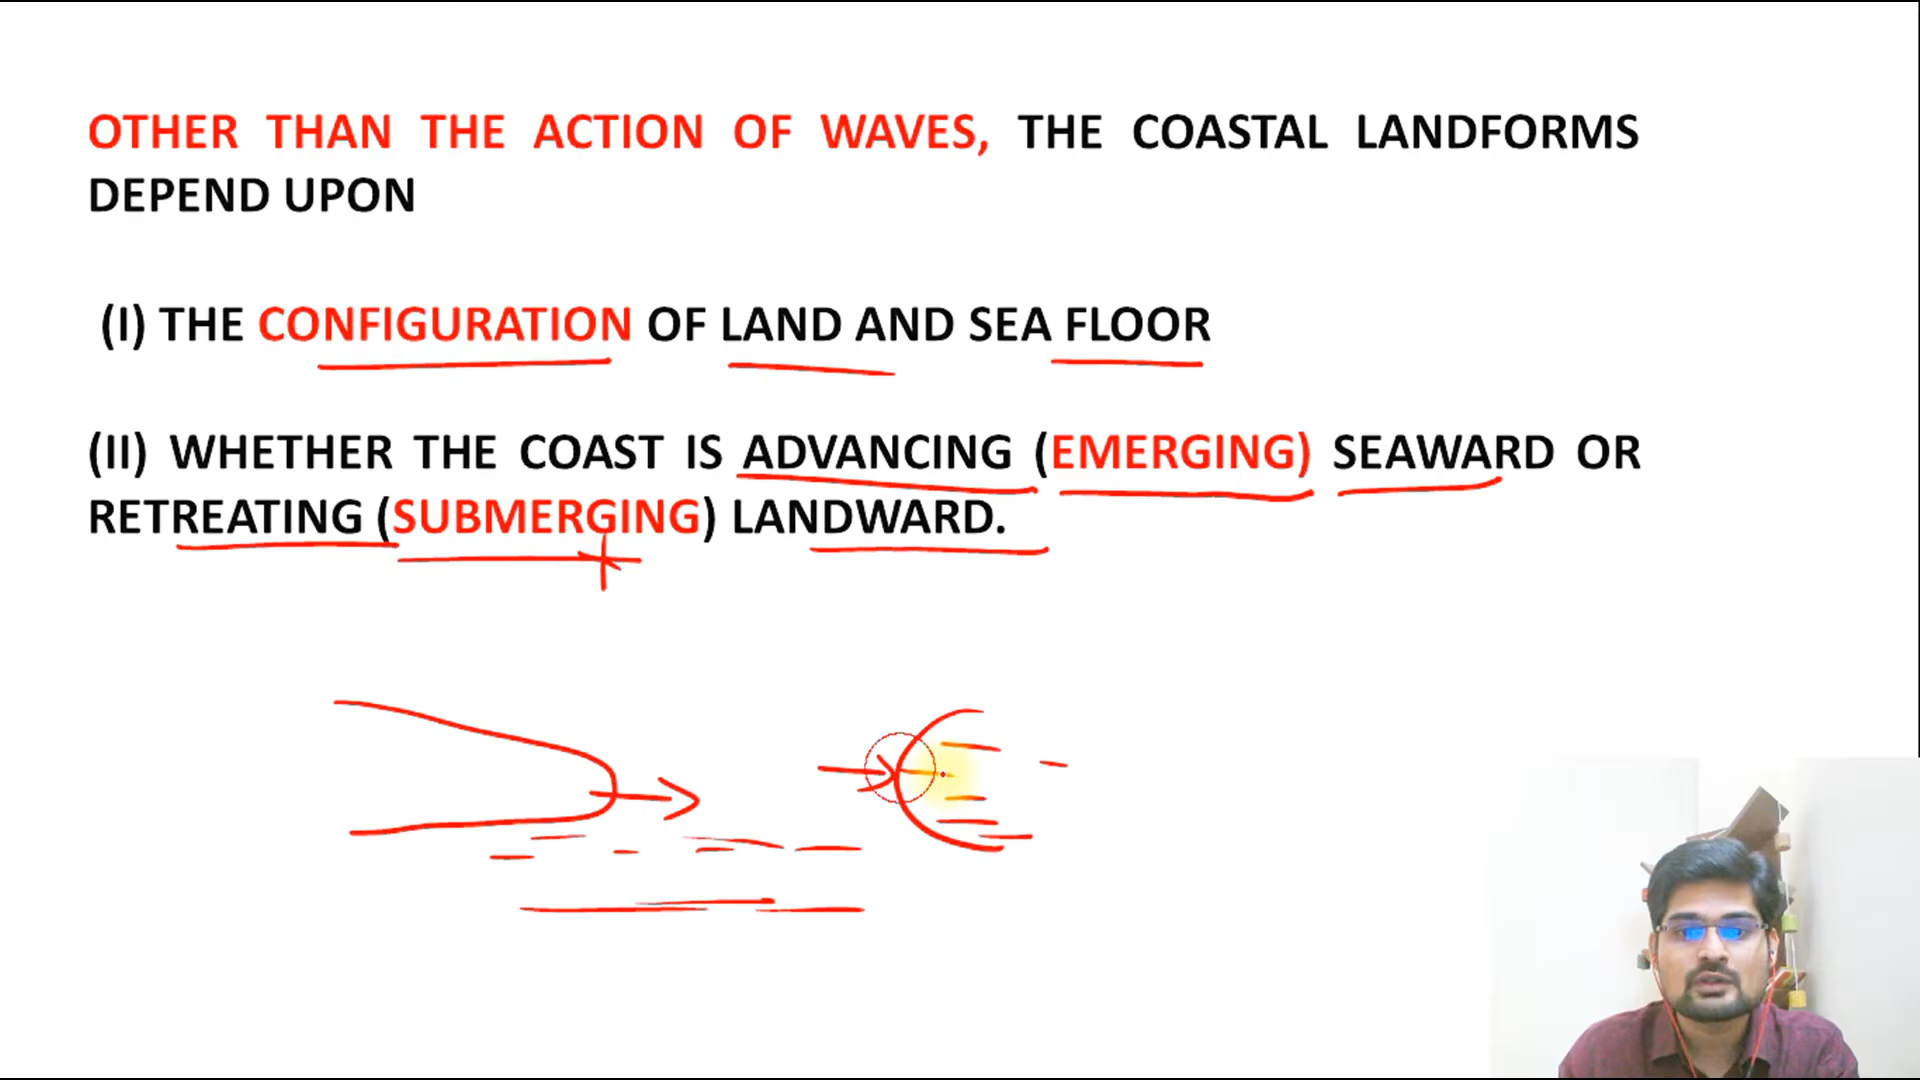 OTHER THAN THE ACTION OF WAVES, THE COASTAL LANDFORMS
DEPEND UPON
(I) THE CONFIGURATION OF LAND AND SEA FLOOR
(II) WHETHER THE COAST IS ADVANCING (EMERGING) SEAWARD OR
RETREATING (SUBMERGING) LANDWARD.